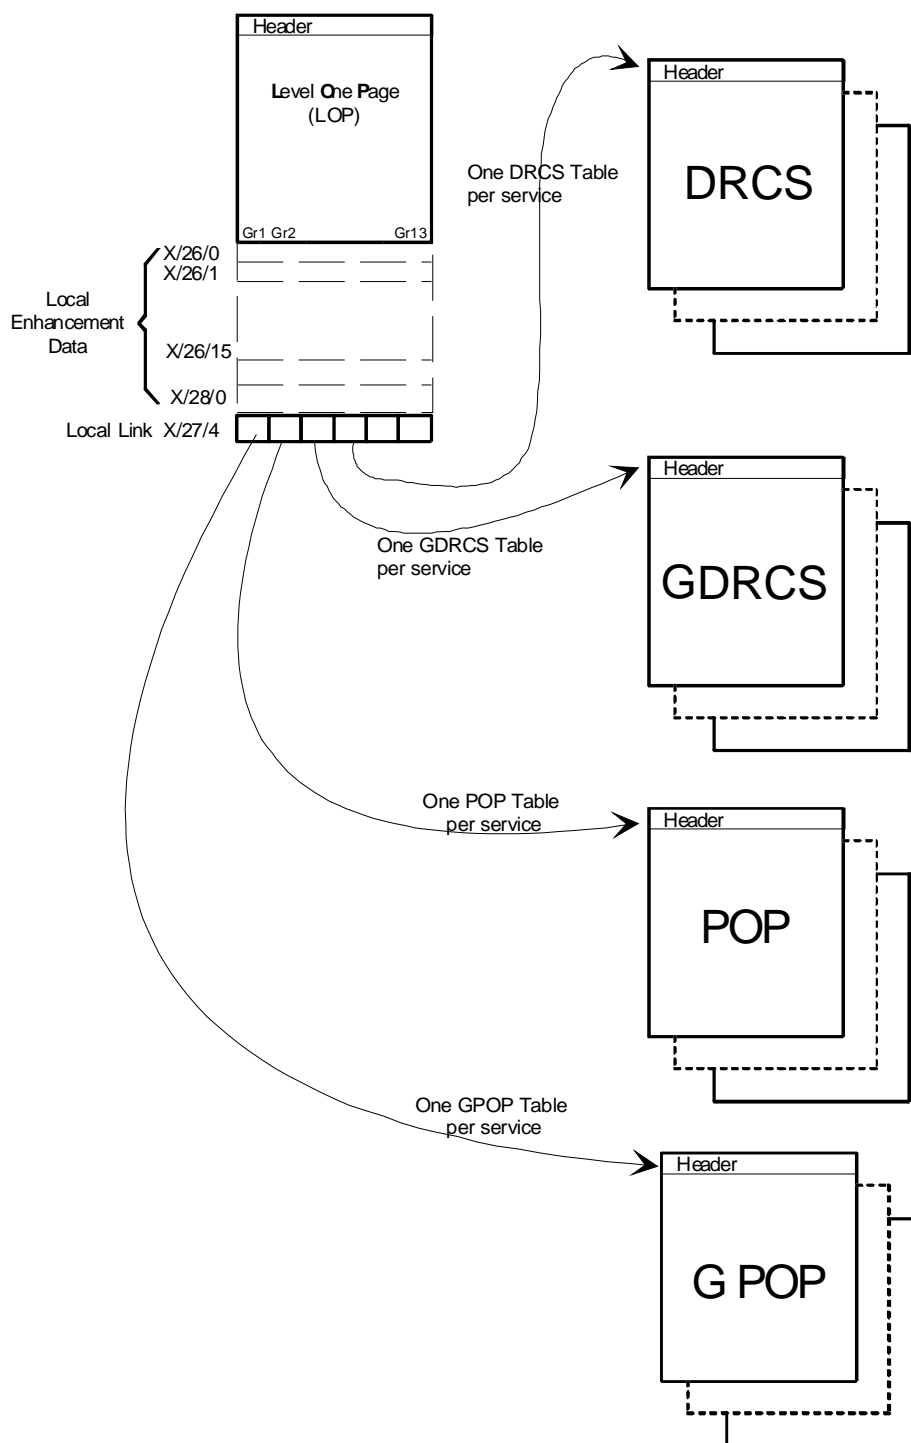 Header
Level One Page
(LOP)
Gr1 Gr2 Gr13
X/26/0
X/26/1
Local
Enhancement
Data
X/26/15
X/28/0
Local Link X/27/4
One DRCS Table
per service
Header
DRCS
One GDRCS Table
per service
Header
GDRCS
One POP Table
per service
Header
POP
One GPOP Table
per service
Header
G POP